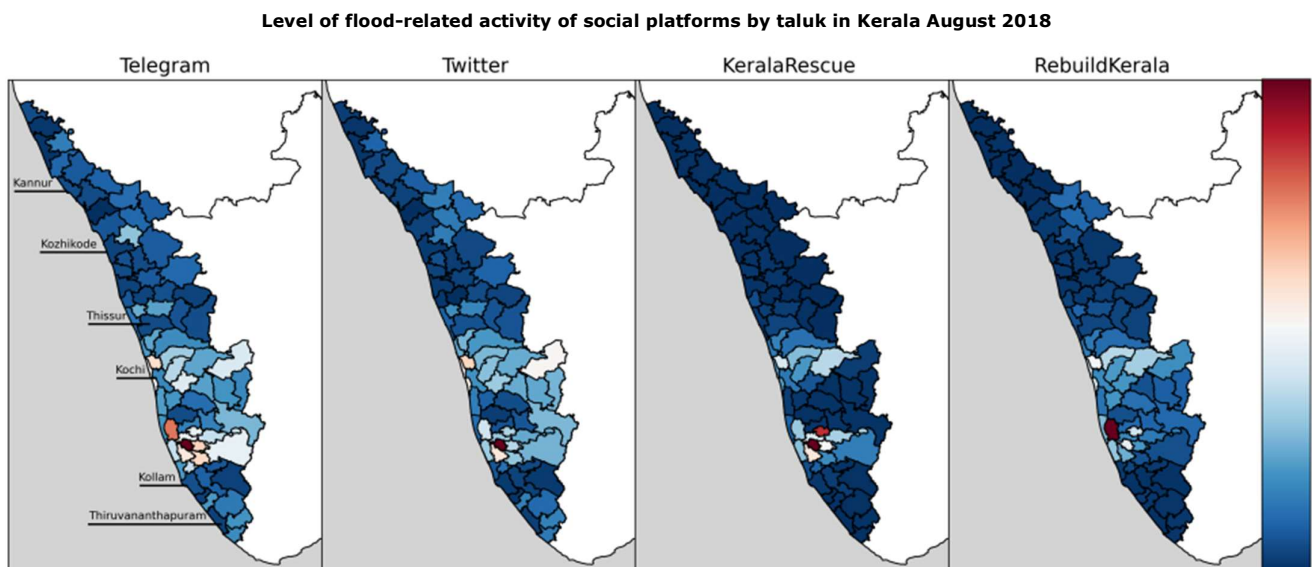 Level of flood-related activity of social platforms by taluk in Kerala August 2018
Telegram
Twitter
KeralaRescue
RebuildKerala
Kannur
Kozhikode
Thissur
Kochi
Kollam
Thiruvananthapuram